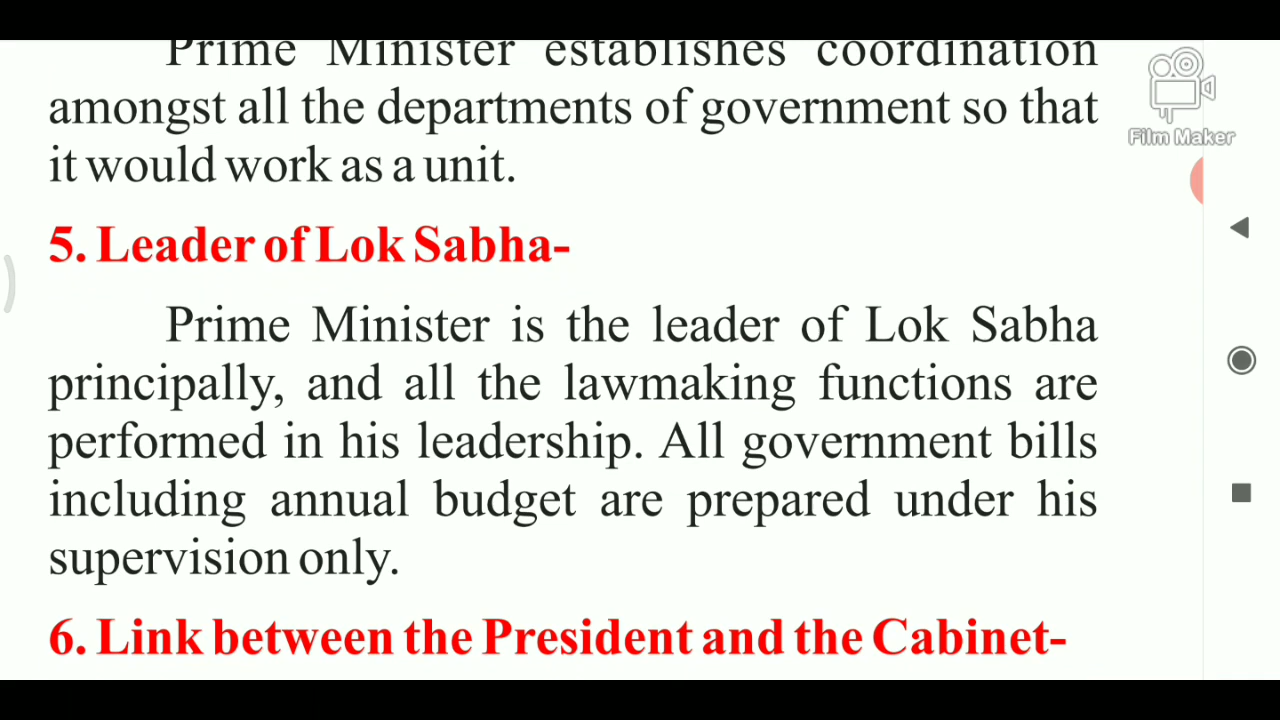 Prime Minister establishes coordination
amongst all the departments of government so that
it would work as a unit.
5. Leader of Lok Sabha-
Prime Minister is the leader of Lok Sabha
principally, and all the lawmaking functions are
performed in his leadership. All government bills
including annual budget are prepared under his
supervision only.
6. Link between the President and the Cabinet-
Film Maker